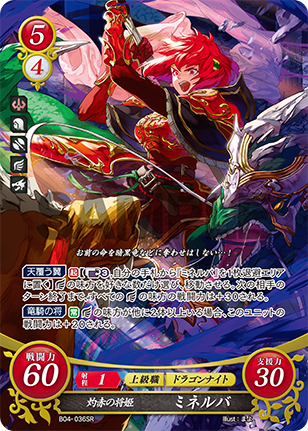 5
4
お前の命を暗黒竜などに奪わせはしない…!
天覆う翼 起 自分の手札から「ミネルバ」を1枚退避エリア
に置く】 の味方を好きな数だけ選び、移動させる。次の相手の
ターン終了まで、すべての の味方の戦闘力は+30される。
竜騎の将 常 の味方が他に2体以上いる場合、このユニットの
戦闘力は+20される。
戦闘力
60
射程 1
上級職
ドラゴンナイト
支援力
30
灼赤の将姫 ミネルバ
B04-036SR
Illust: